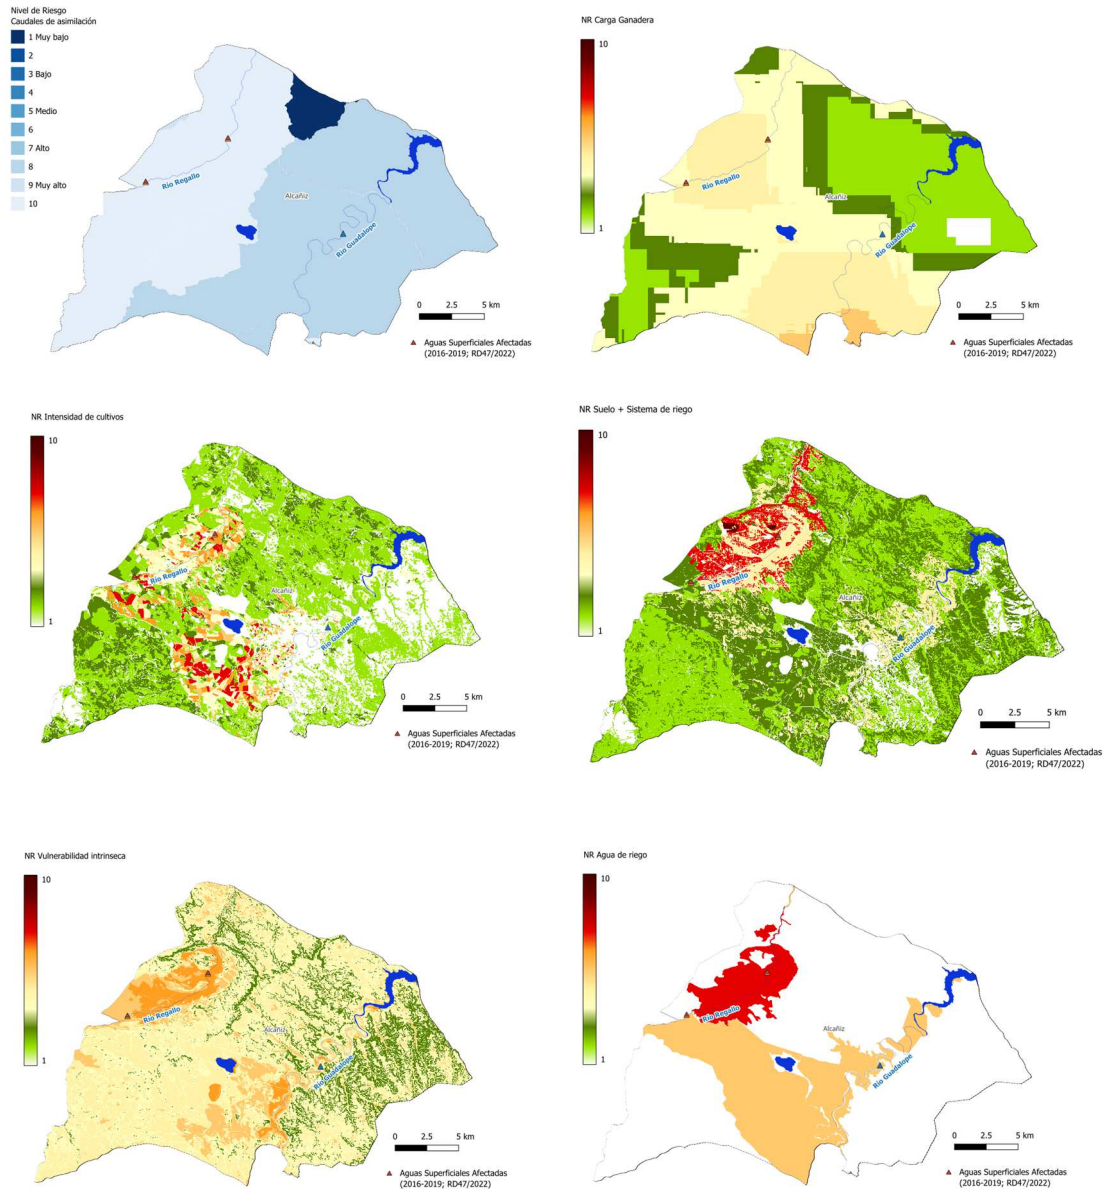 Nivel de Riesgo
Caudales de asimilación
1 Muy bajo
2
3 Bajo
4
5 Medio
6
7 Alto
8
9 Muy alto
10
Río Regallo
Alcañiz
Río Guadalope
0 2.5 5 km
Aguas Superficiales Afectadas
(2016-2019; RD47/2022)
NR Carga Ganadera
10
1
Río Regallo
Alcañiz
Río Guadalope
0 2.5 5 km
Aguas Superficiales Afectadas
(2016-2019; RD47/2022)
NR Intensidad de cultivos
10
1
Río Regallo
Alcañiz
Río Guadalope
0 2.5 5 km
Aguas Superficiales Afectadas
(2016-2019; RD47/2022)
NR Suelo + Sistema de riego
10
1
Río Regallo
Alcañiz
Río Guadalope
0 2.5 5 km
Aguas Superficiales Afectadas
(2016-2019; RD47/2022)
NR Vulnerabilidad intrinseca
10
1
Río Regallo
Alcañiz
Río Guadalope
0 2.5 5 km
Aguas Superficiales Afectadas
(2016-2019; RD47/2022)
NR Agua de riego
10
1
Río Regallo
Alcañiz
Río Guadalope
0 2.5 5 km
Aguas Superficiales Afectadas
(2016-2019; RD47/2022)